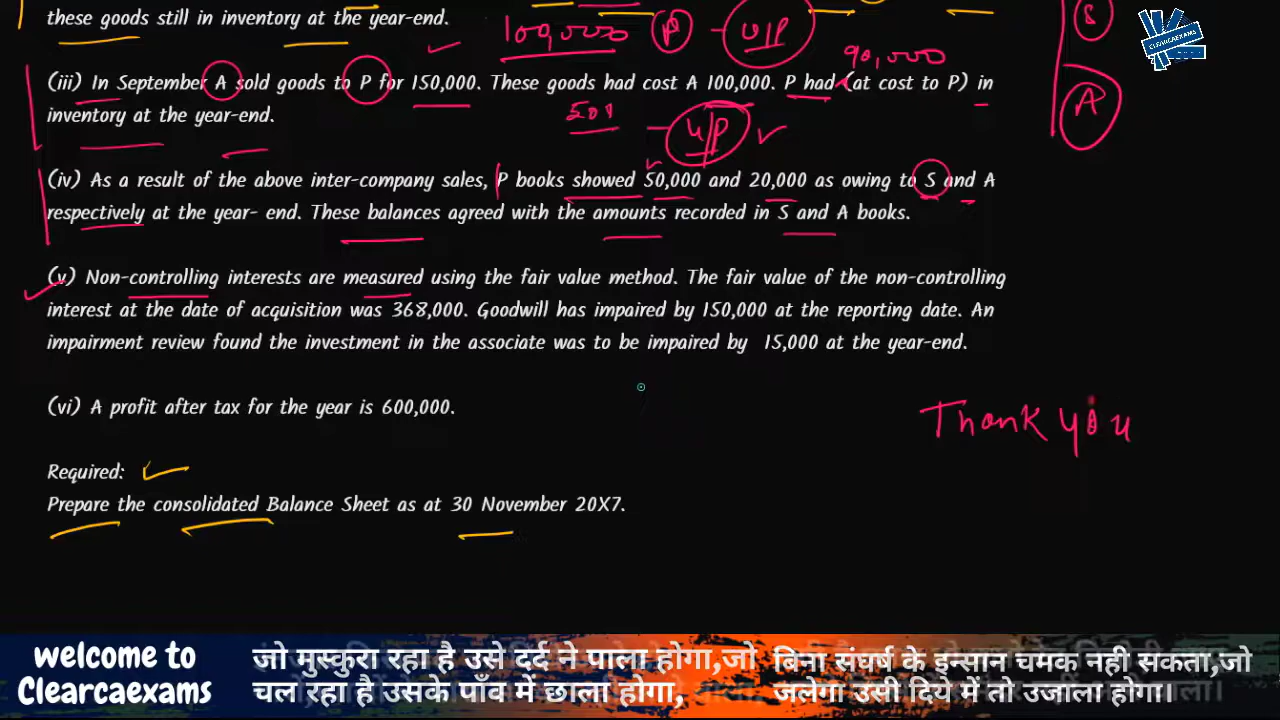 these goods still in inventory at the year-end.
100,000 P - U/P
S
CLEARCAEXAMS
90,000
(iii) In September A sold goods to P for 150,000. These goods had cost A 100,000. P had (at cost to P) in
inventory at the year-end.
- U/P
A
(iv) As a result of the above inter-company sales, P books showed 50,000 and 20,000 as owing to S and A
respectively at the year- end. These balances agreed with the amounts recorded in S and A books.
(v) Non-controlling interests are measured using the fair value method. The fair value of the non-controlling
interest at the date of acquisition was 368,000. Goodwill has impaired by 150,000 at the reporting date. An
impairment review found the investment in the associate was to be impaired by 15,000 at the year-end.
(vi) A profit after tax for the year is 600,000.
Thank you
Required:
Prepare the consolidated Balance Sheet as at 30 November 20X7.
welcome to
Clearcaexams
जो मुस्कुरा रहा है उसे दर्द ने पाला होगा,जो
चल रहा है उसके पाँव में छाला होगा,
बिना संघर्ष के इन्सान चमक नही सकता,जो
जलेगा उसी दिये में तो उजाला होगा।